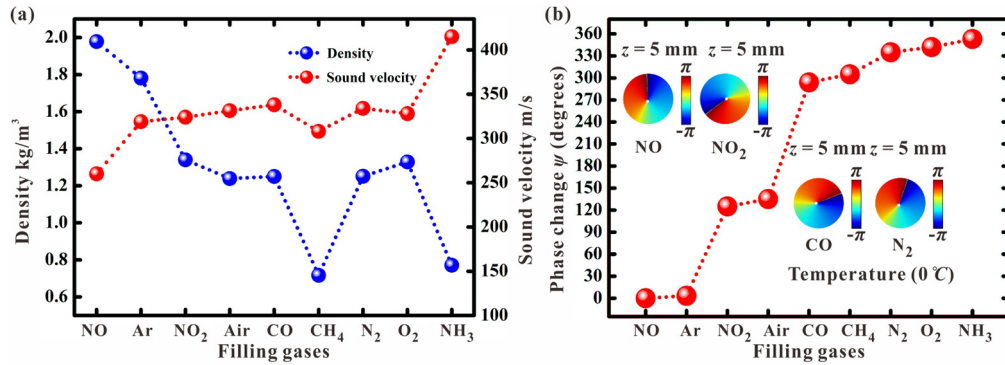 (a)
2.0
1.8
1.6
1.4
1.2
1.0
0.8
0.6
Density kg/m³
Density
Sound velocity
400
350
300
250
200
150
100
Sound velocity m/s
NO Ar NO₂ Air CO CH₄ N₂ O₂ NH₃
Filling gases
(b)
360
330
300
270
240
210
180
150
120
90
60
30
0
Phase change ψ (degrees)
z = 5 mm z = 5 mm
π π
-π -π
NO NO₂
z = 5 mm z = 5 mm
π π
-π -π
CO N₂
Temperature (0℃)
NO Ar NO₂ Air CO CH₄ N₂ O₂ NH₃
Filling gases